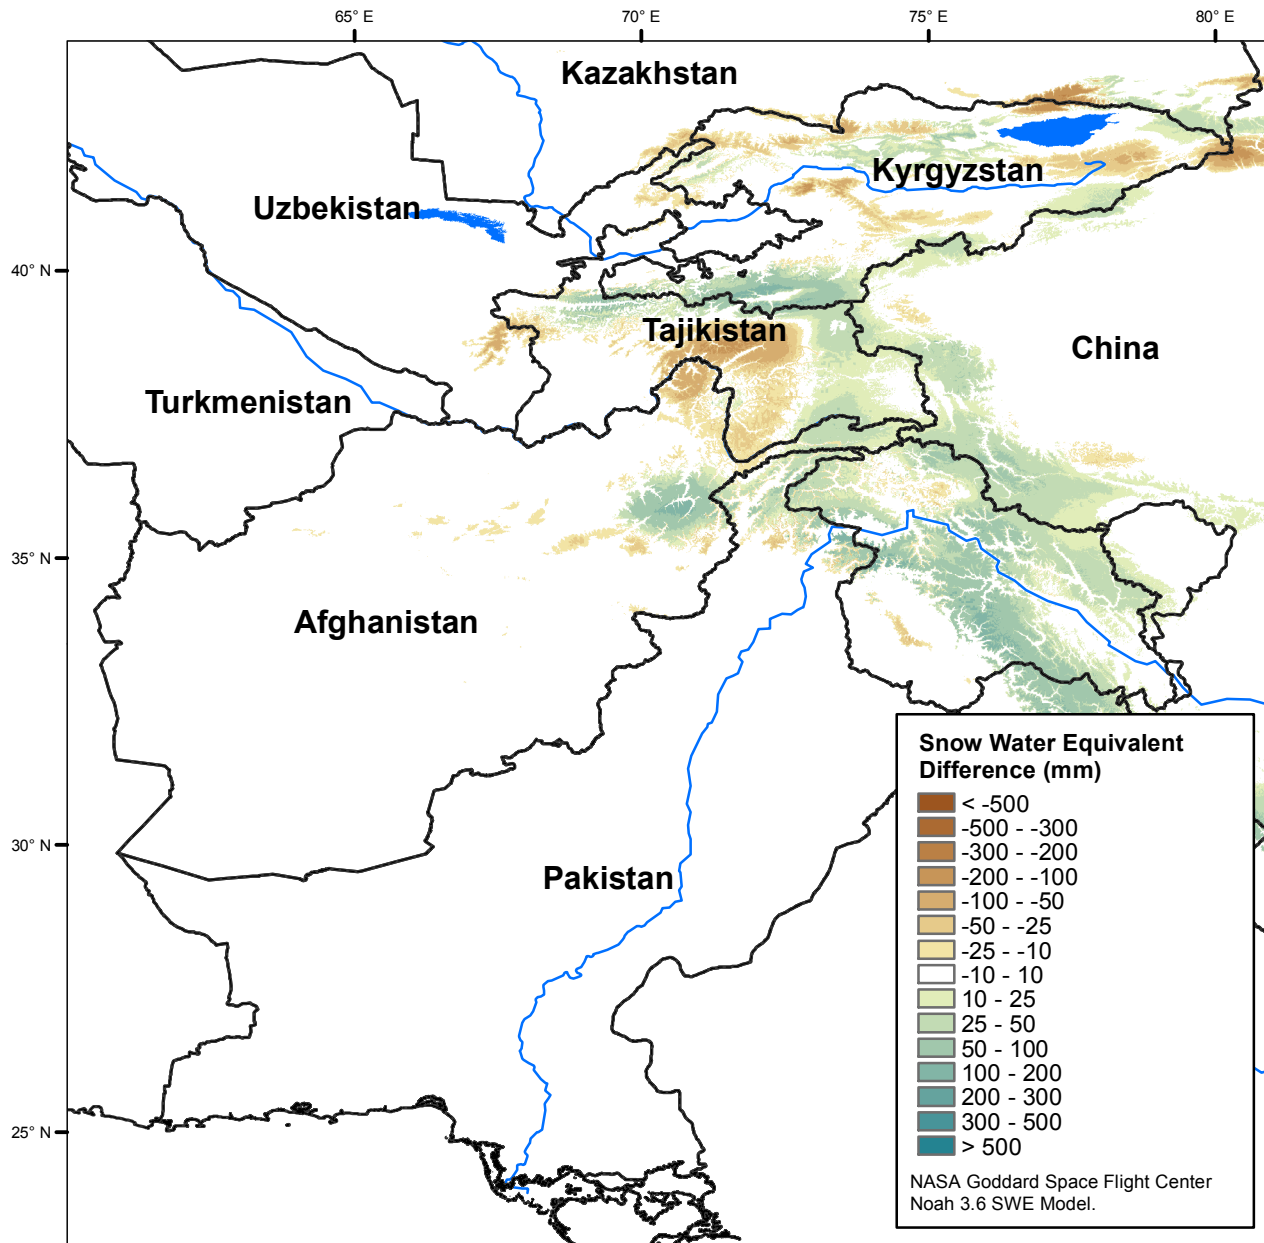 65° E
70° E
75° E
80° E
Kazakhstan
Kyrgyzstan
Uzbekistan
40° N
Tajikistan
China
Turkmenistan
35° N
Afghanistan
Snow Water Equivalent
Difference (mm)
< -500
-500 - -300
-300 - -200
-200 - -100
-100 - -50
-50 - -25
-25 - -10
-10 - 10
10 - 25
25 - 50
50 - 100
100 - 200
200 - 300
300 - 500
> 500
30° N
Pakistan
25° N
NASA Goddard Space Flight Center
Noah 3.6 SWE Model.